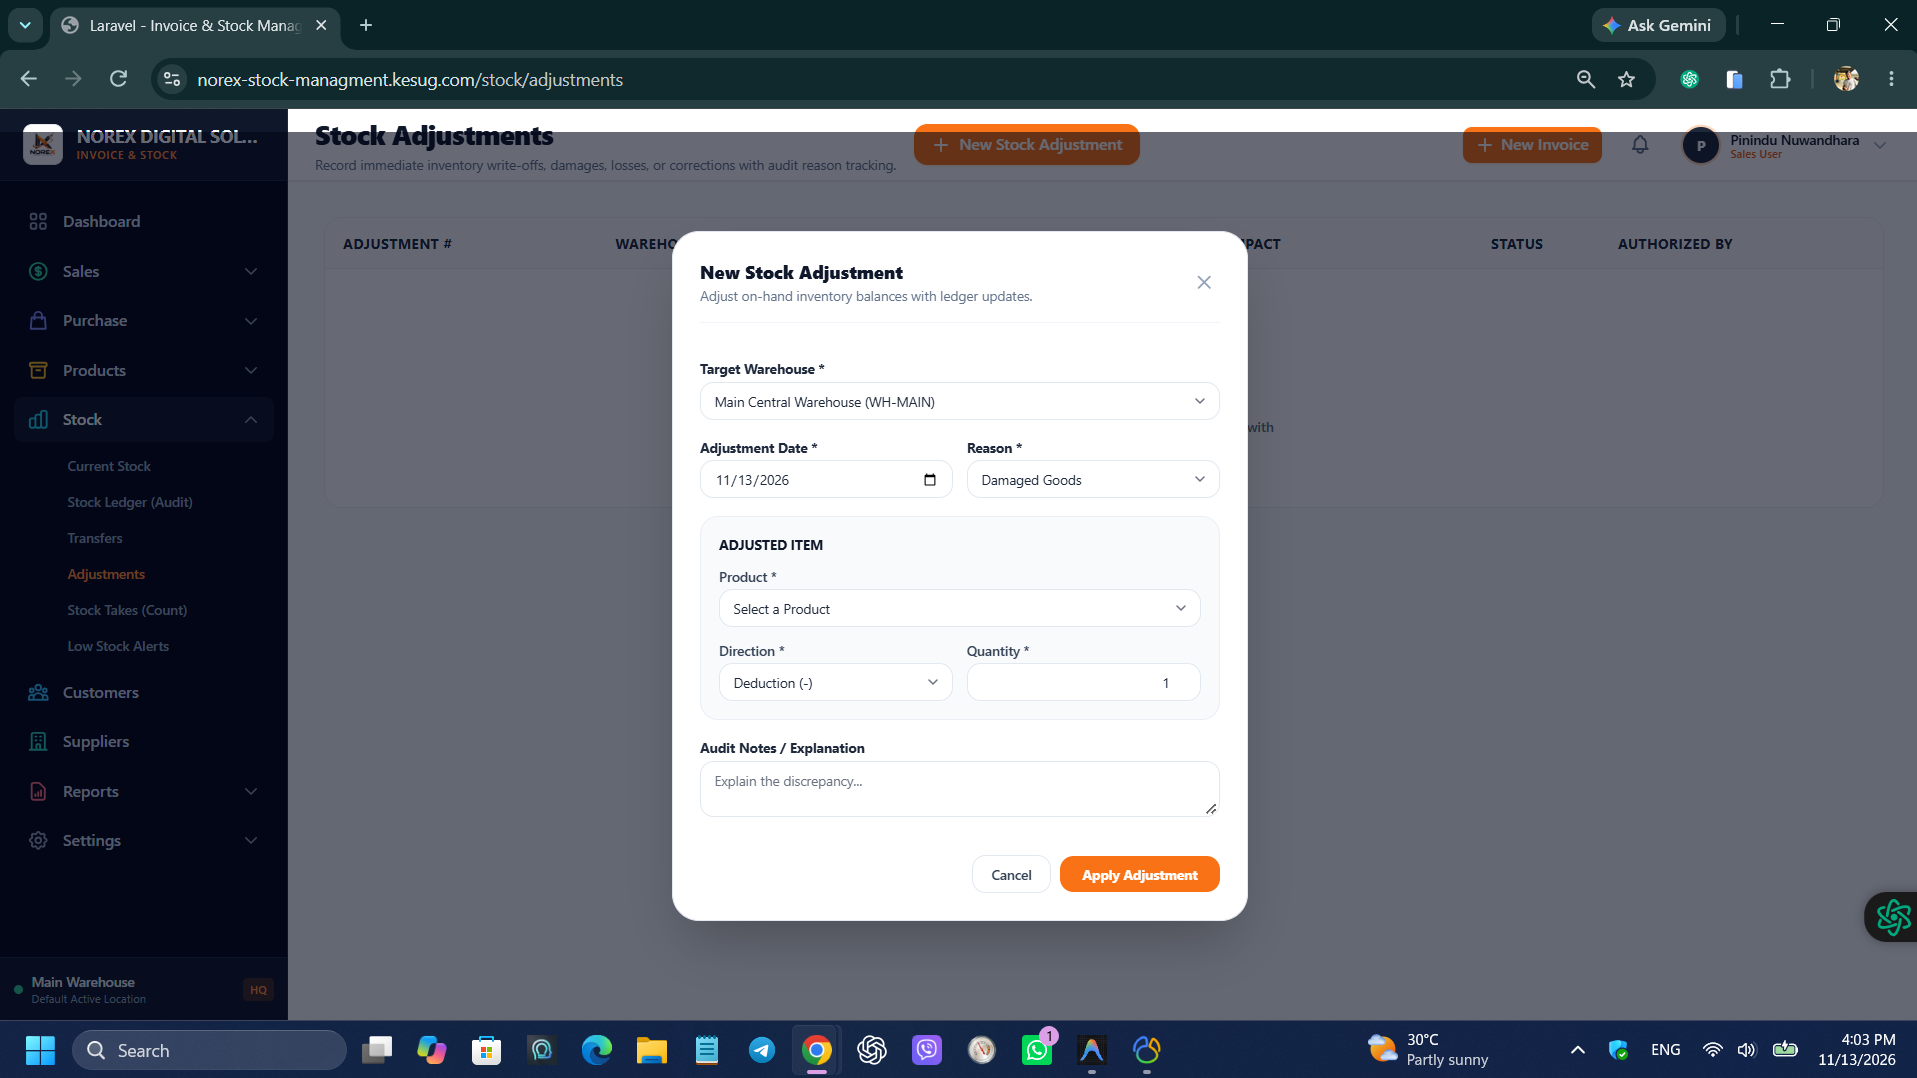 Laravel - Invoice & Stock Manag
Ask Gemini
norex-stock-managment.kesug.com/stock/adjustments
NOREX DIGITAL SOL...
INVOICE & STOCK
Stock Adjustments
Record immediate inventory write-offs, damages, losses, or corrections with audit reason tracking.
New Stock Adjustment
New Invoice
P
Pinindu Nuwandhara
Sales User
Dashboard
Sales
Purchase
Products
Stock
Current Stock
Stock Ledger (Audit)
Transfers
Adjustments
Stock Takes (Count)
Low Stock Alerts
Customers
Suppliers
Reports
Settings
Main Warehouse
Default Active Location
HQ
ADJUSTMENT # WAREHO PACT STATUS AUTHORIZED BY
with
New Stock Adjustment
Adjust on-hand inventory balances with ledger updates.
Target Warehouse *
Main Central Warehouse (WH-MAIN)
Adjustment Date * Reason *
11/13/2026 Damaged Goods
ADJUSTED ITEM
Product *
Select a Product
Direction * Quantity *
Deduction (-) 1
Audit Notes / Explanation
Explain the discrepancy...
Cancel Apply Adjustment
Search
1
30°C
Partly sunny
ENG
4:03 PM
11/13/2026